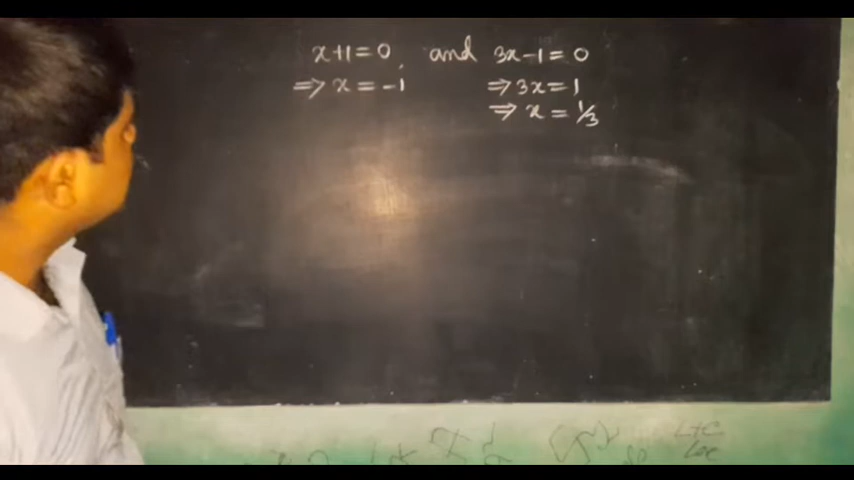 x+1=0, and 3x-1=0
⇒ x = -1 ⇒ 3x=1
⇒ x = 1/3